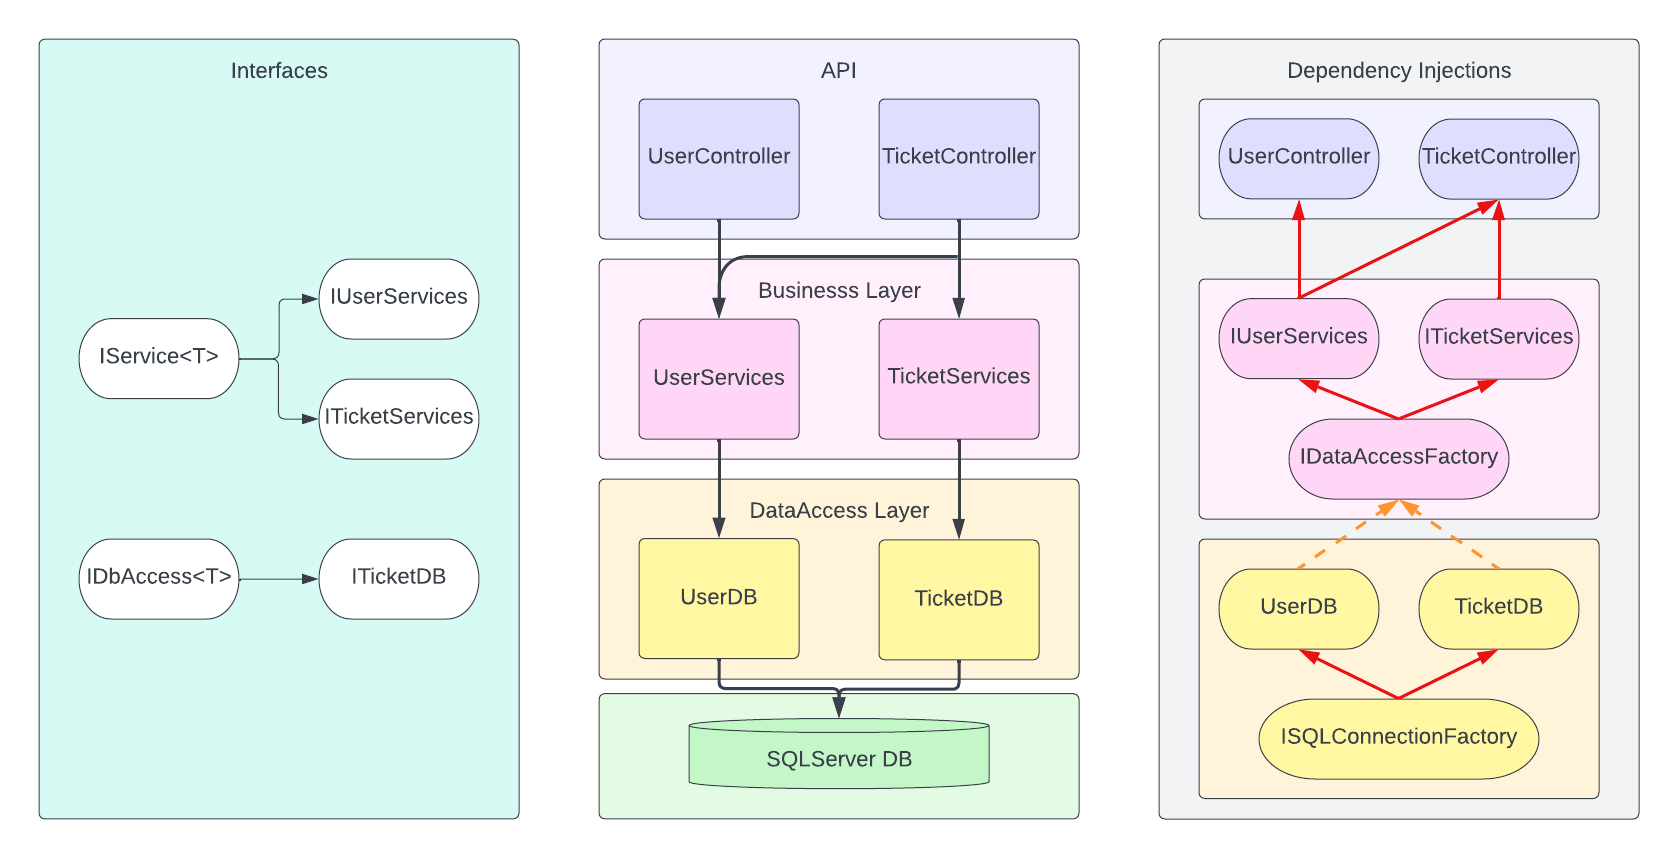 Interfaces
IService<T>
IUserServices
ITicketServices
IDbAccess<T>
ITicketDB
API
UserController
TicketController
Businesss Layer
UserServices
TicketServices
DataAccess Layer
UserDB
TicketDB
SQLServer DB
Dependency Injections
UserController
TicketController
IUserServices
ITicketServices
IDataAccessFactory
UserDB
TicketDB
ISQLConnectionFactory